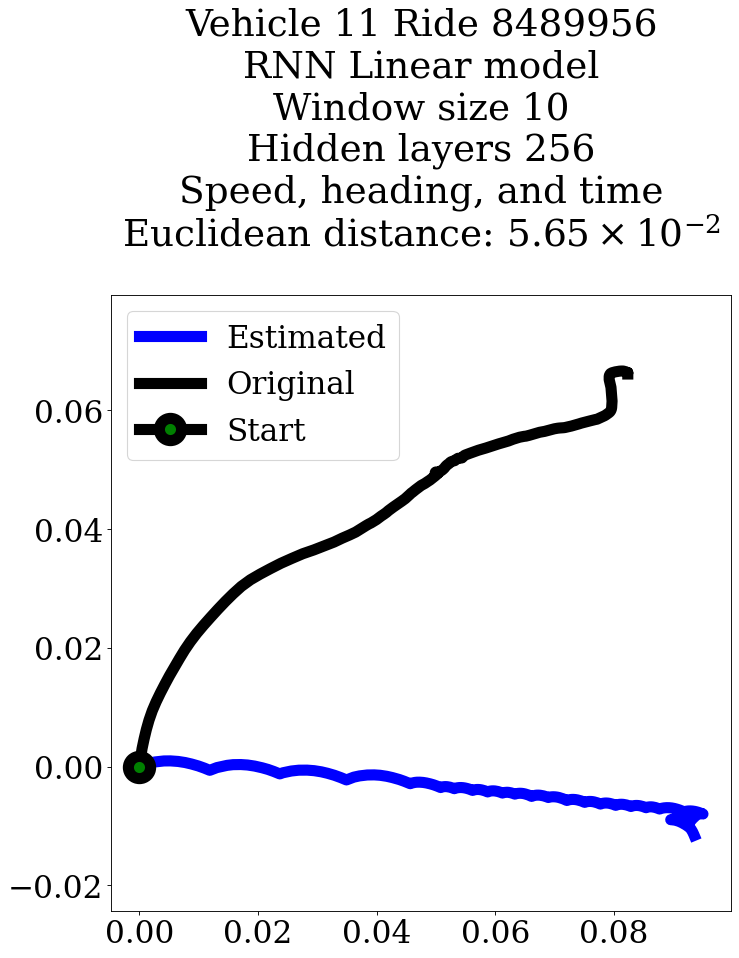 Vehicle 11 Ride 8489956
RNN Linear model
Window size 10
Hidden layers 256
Speed, heading, and time
Euclidean distance: 5.65 × 10⁻²
Estimated
Original
Start
0.06
0.04
0.02
0.00
−0.02
0.00 0.02 0.04 0.06 0.08